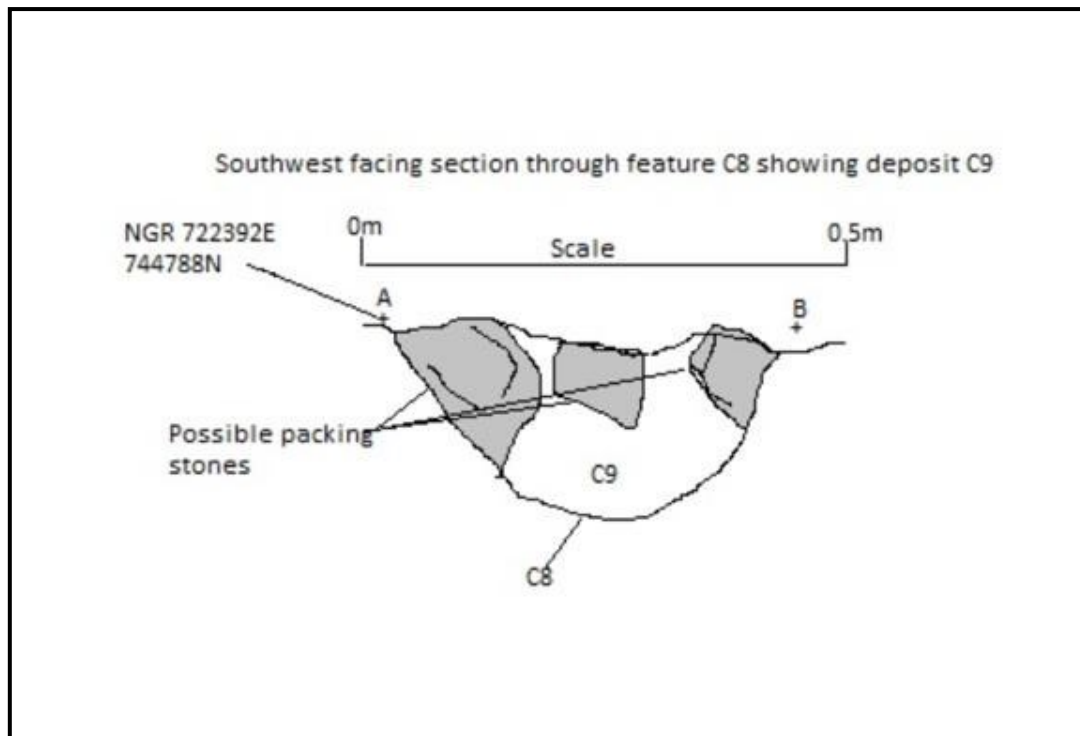 Southwest facing section through feature C8 showing deposit C9
NGR 722392E
744788N
0m
Scale
0.5m
A
B
Possible packing
stones
C9
C8